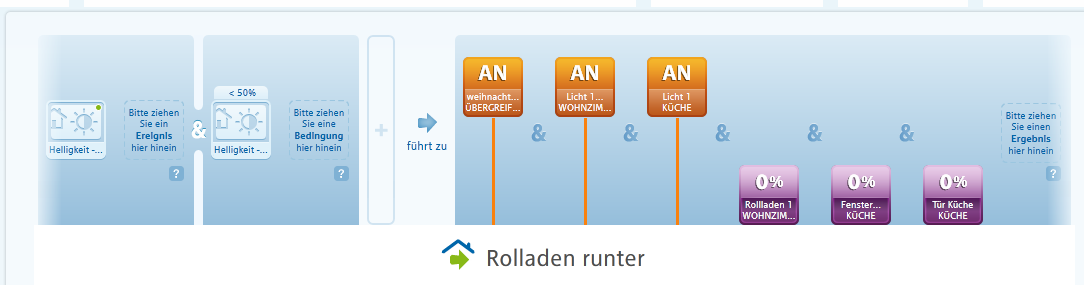 Helligkeit -...
Bitte ziehen
Sie ein
Ereignis
hier hinein
?
&
< 50%
Helligkeit -...
Bitte ziehen
Sie eine
Bedingung
hier hinein
?
+
führt zu
AN
weihnacht...
ÜBERGREIF...
&
AN
Licht 1...
WOHNZIM...
&
AN
Licht 1
KÜCHE
&
0%
Rollladen 1
WOHNZIM...
&
0%
Fenster...
KÜCHE
&
0%
Tür Küche
KÜCHE
Bitte ziehen
Sie einen
Ergebnis
hier hinein
?
Rolladen runter